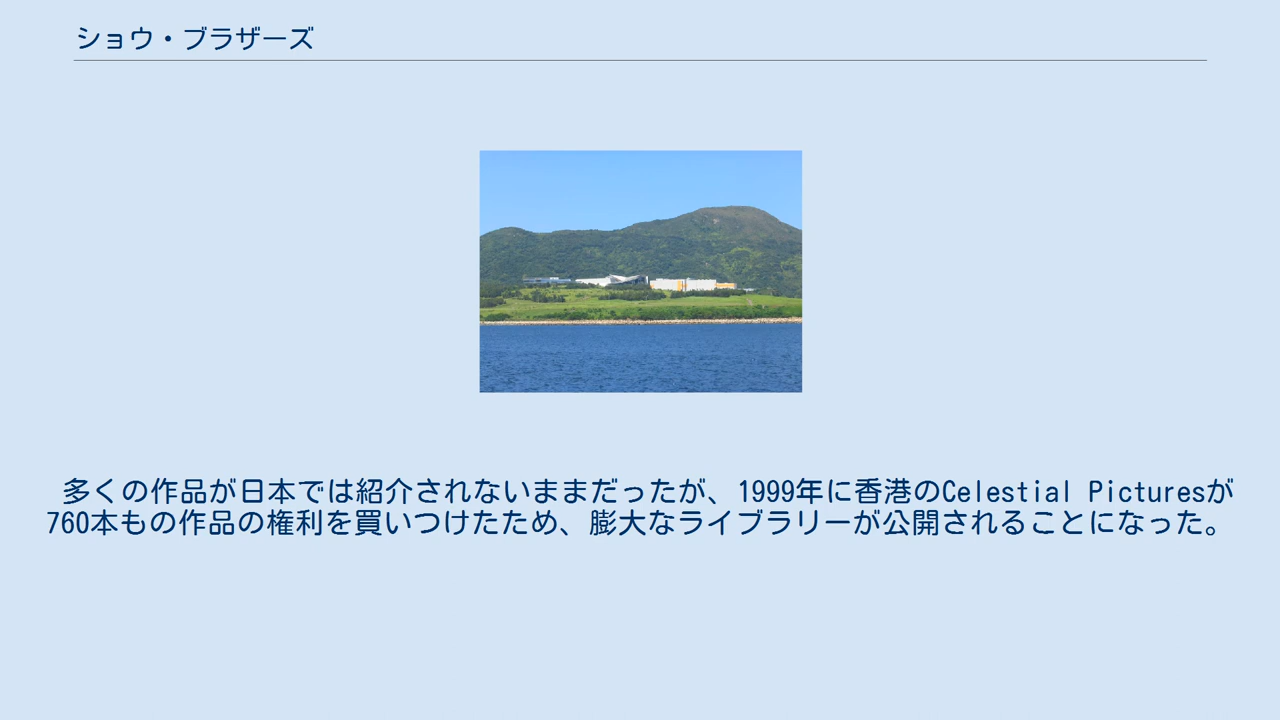 ショウ・ブラザーズ
多くの作品が日本では紹介されないままだったが、1999年に香港のCelestial Picturesが
760本もの作品の権利を買いつけたため、膨大なライブラリーが公開されることになった。